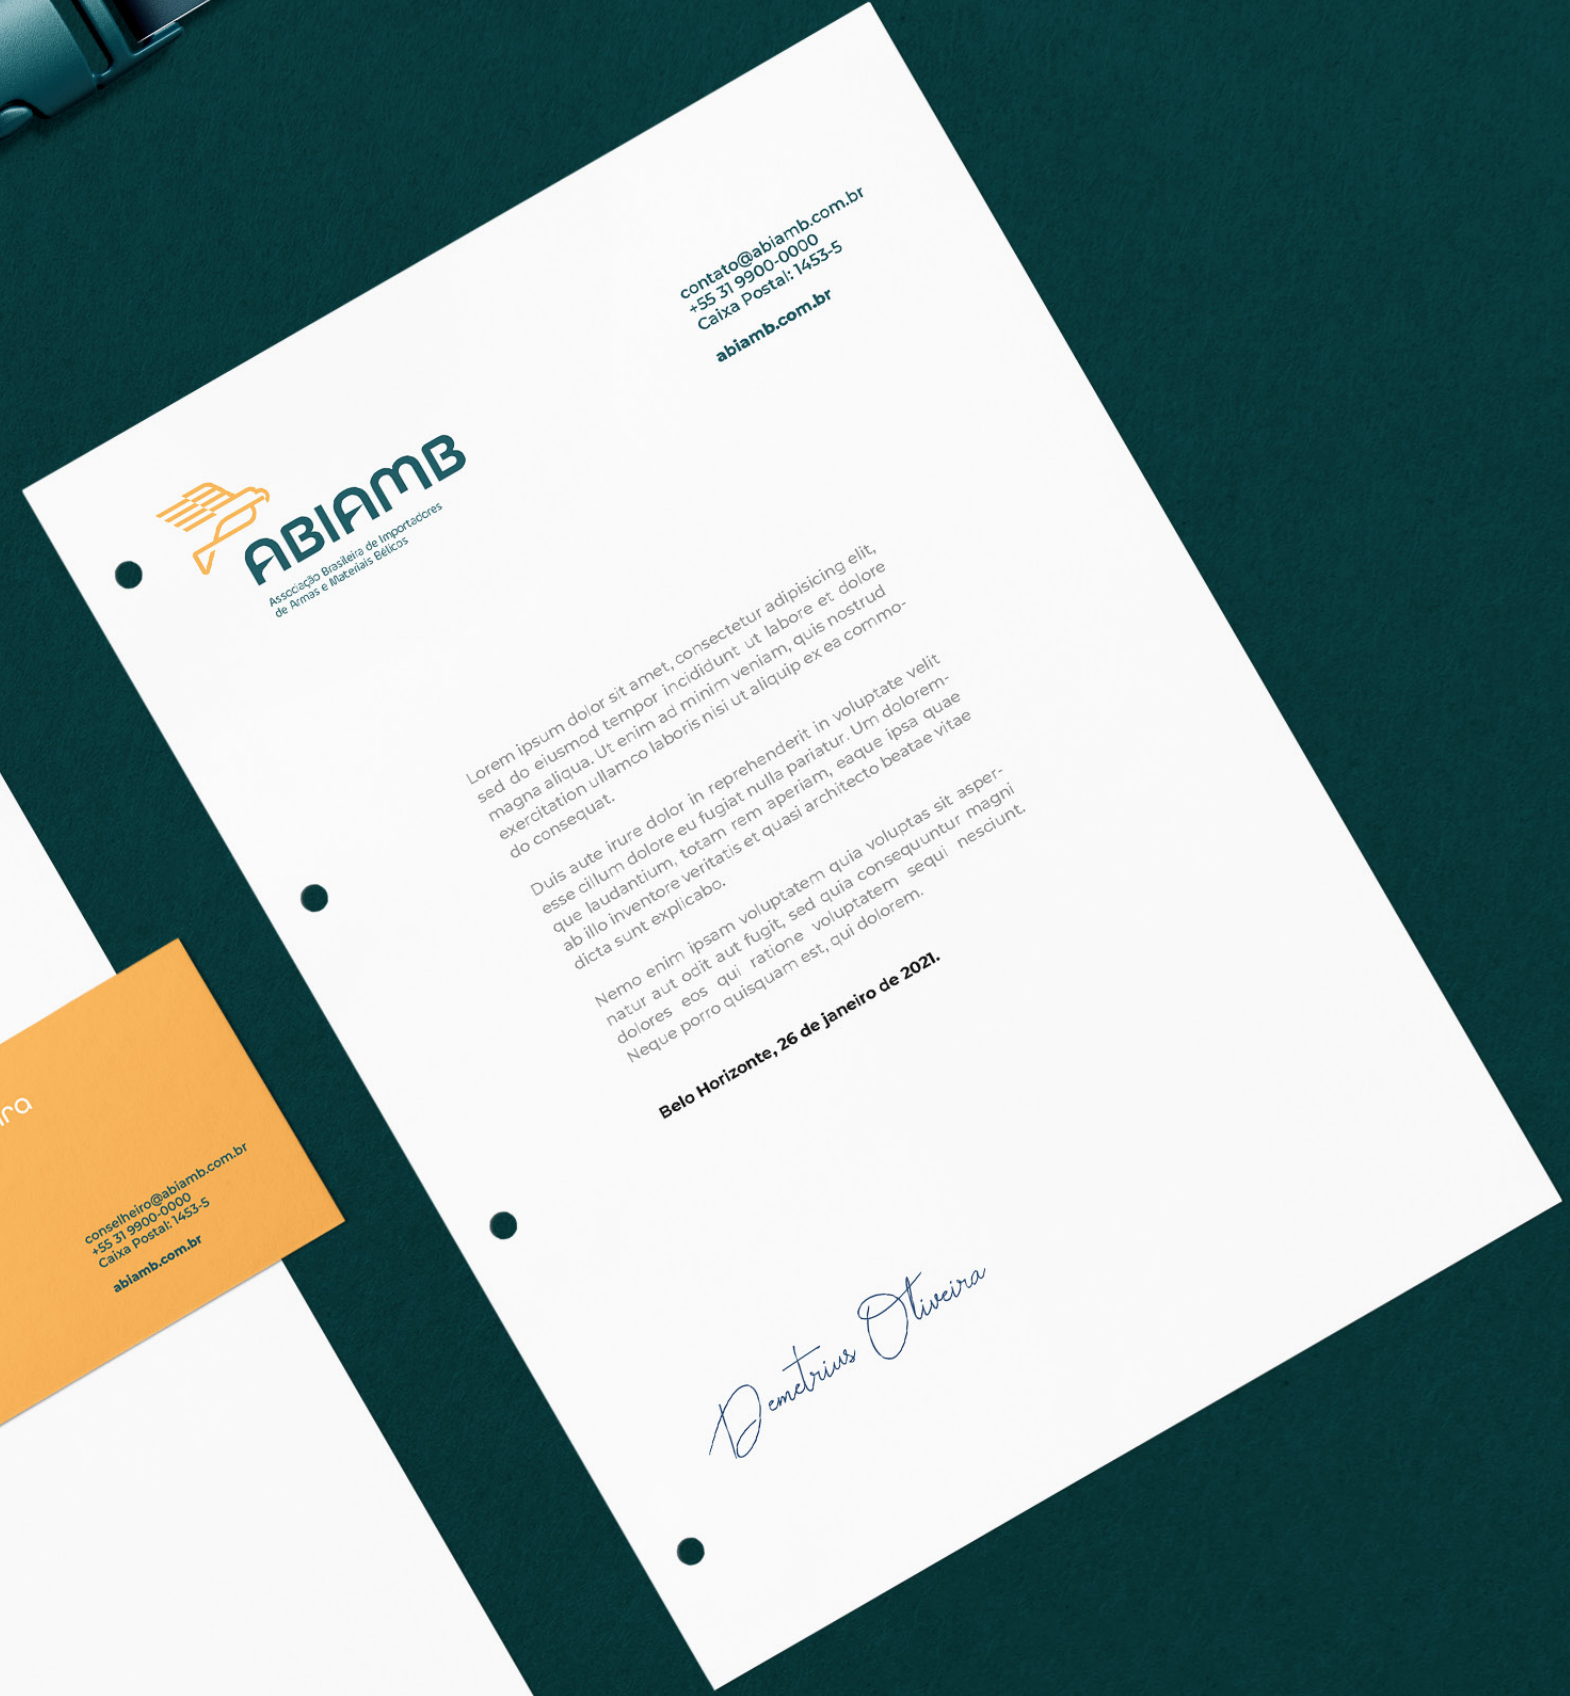 contato@abiamb.com.br
+55 31 9900-0000
Caixa Postal: 1453-5
abiamb.com.br
ABIAMB
Associação Brasileira de Importadores
de Armas e Materiais Bélicos
Lorem ipsum dolor sit amet, consectetur adipisicing elit,
sed do eiusmod tempor incididunt ut labore et dolore
magna aliqua. Ut enim ad minim veniam, quis nostrud
exercitation ullamco laboris nisi ut aliquip ex ea commo-
do consequat.
Duis aute irure dolor in reprehenderit in voluptate velit
esse cillum dolore eu fugiat nulla pariatur. Um dolorem-
que laudantium, totam rem aperiam, eaque ipsa quae
ab illo inventore veritatis et quasi architecto beatae vitae
dicta sunt explicabo.
Nemo enim ipsam voluptatem quia voluptas sit asper-
natur aut odit aut fugit, sed quia consequuntur magni
dolores eos qui ratione voluptatem sequi nesciunt.
Neque porro quisquam est, qui dolorem.
Belo Horizonte, 26 de janeiro de 2021.
Demetrius Oliveira
conselheiro@abiamb.com.br
+55 31 9900-0000
Caixa Postal: 1453-5
abiamb.com.br